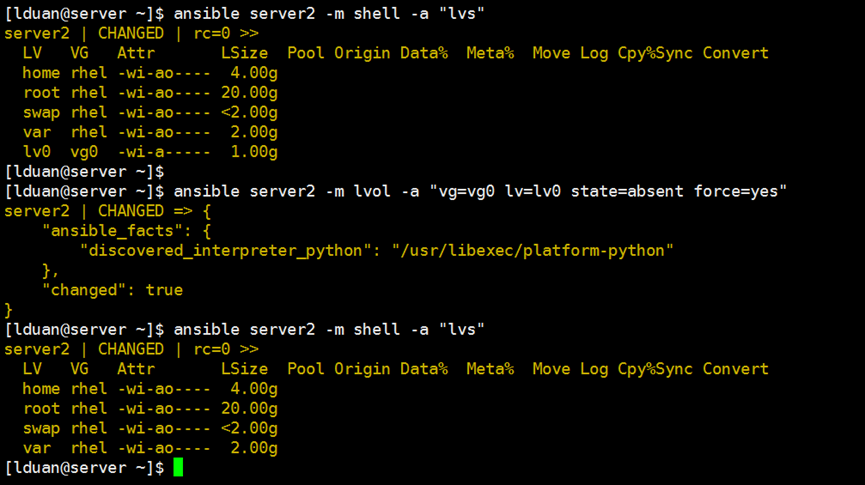 [lduan@server ~]$ ansible server2 -m shell -a "lvs"
server2 | CHANGED | rc=0 >>
  LV   VG   Attr       LSize  Pool Origin Data%  Meta%  Move Log Cpy%Sync Convert
  home rhel -wi-ao----  4.00g
  root rhel -wi-ao---- 20.00g
  swap rhel -wi-ao---- <2.00g
  var  rhel -wi-ao----  2.00g
  lv0  vg0  -wi-a-----  1.00g
[lduan@server ~]$
[lduan@server ~]$ ansible server2 -m lvol -a "vg=vg0 lv=lv0 state=absent force=yes"
server2 | CHANGED => {
    "ansible_facts": {
        "discovered_interpreter_python": "/usr/libexec/platform-python"
    },
    "changed": true
}
[lduan@server ~]$ ansible server2 -m shell -a "lvs"
server2 | CHANGED | rc=0 >>
  LV   VG   Attr       LSize  Pool Origin Data%  Meta%  Move Log Cpy%Sync Convert
  home rhel -wi-ao----  4.00g
  root rhel -wi-ao---- 20.00g
  swap rhel -wi-ao---- <2.00g
  var  rhel -wi-ao----  2.00g
[lduan@server ~]$